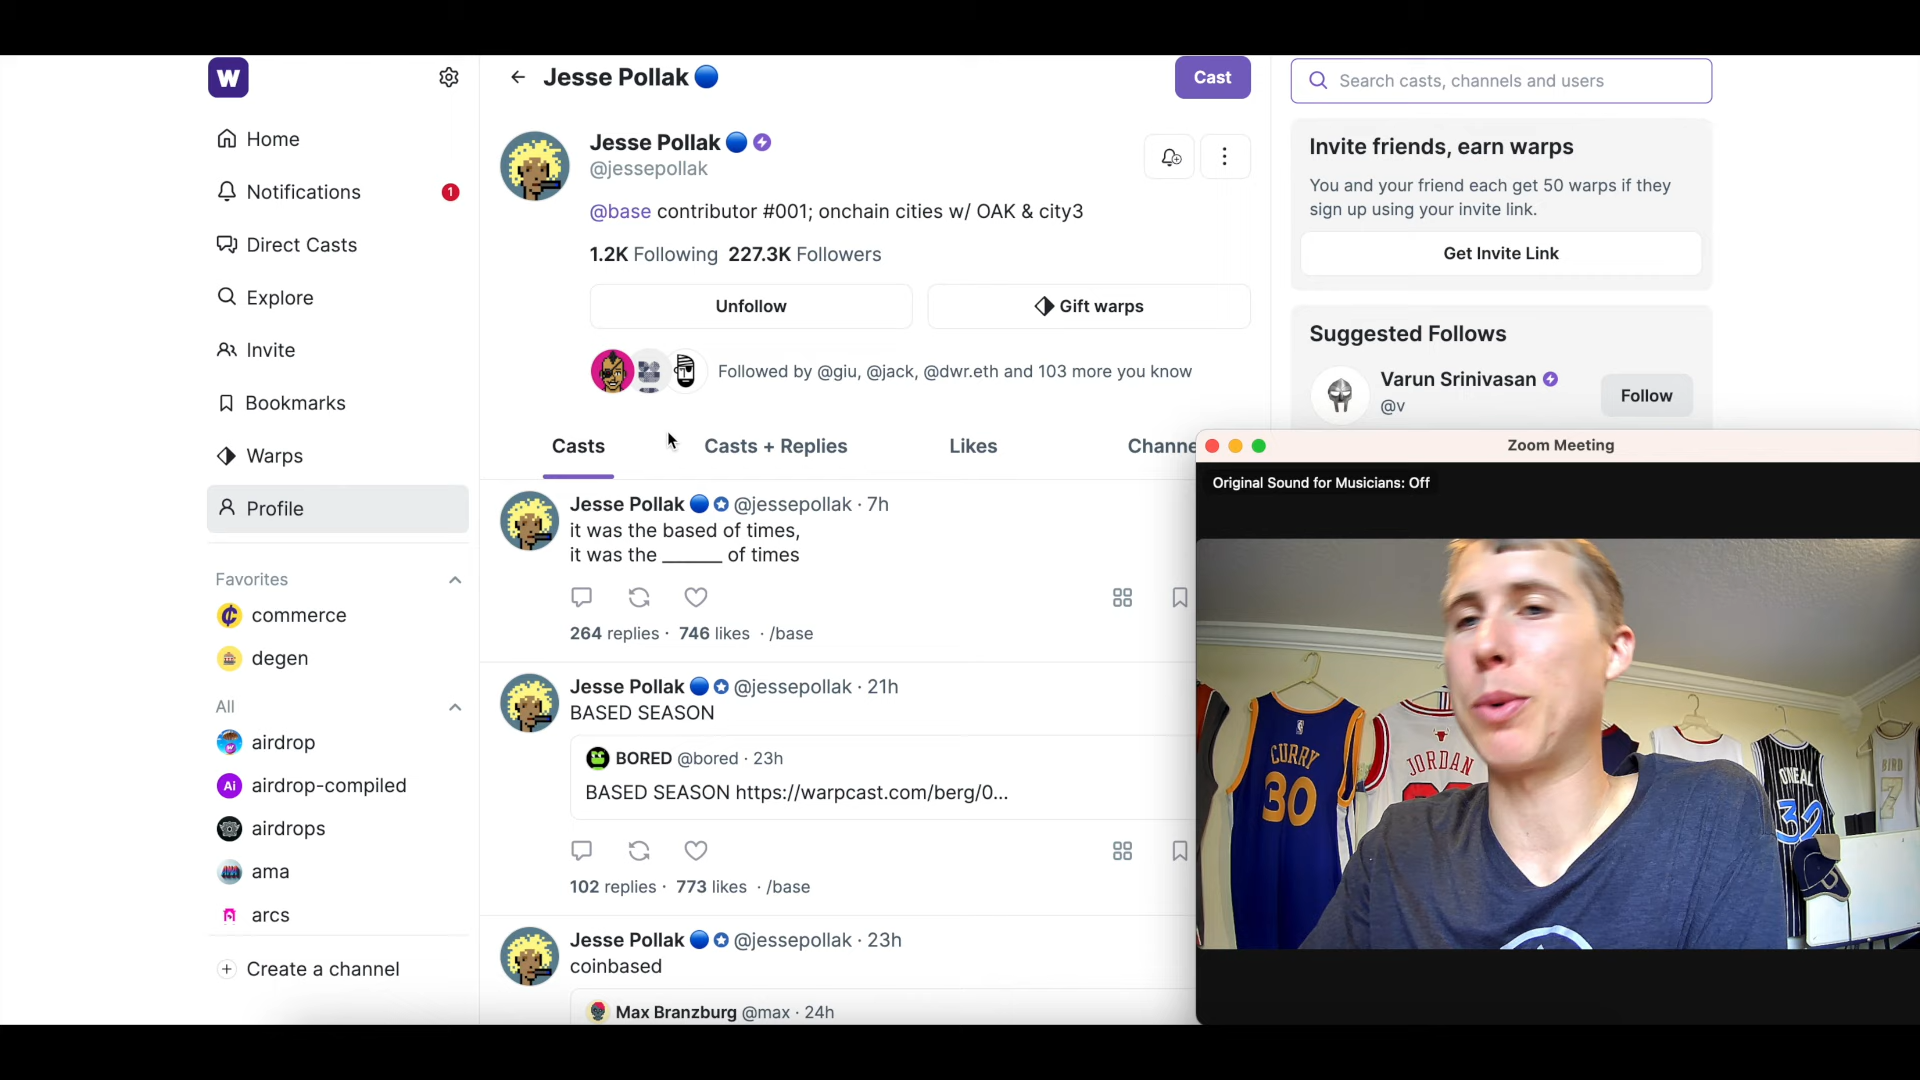 W
Home
Notifications
1
Direct Casts
Explore
Invite
Bookmarks
Warps
Profile
Favorites
commerce
degen
All
airdrop
Ai airdrop-compiled
airdrops
ama
arcs
Create a channel
Jesse Pollak
Cast
Jesse Pollak
@jessepollak
@base contributor #001; onchain cities w/ OAK & city3
1.2K Following 227.3K Followers
Unfollow
Gift warps
Followed by @giu, @jack, @dwr.eth and 103 more you know
Casts
Casts + Replies
Likes
Channe
Jesse Pollak @jessepollak · 7h
it was the based of times,
it was the ______ of times
264 replies · 746 likes · /base
Jesse Pollak @jessepollak · 21h
BASED SEASON
BORED @bored · 23h
BASED SEASON https://warpcast.com/berg/0...
102 replies · 773 likes · /base
Jesse Pollak @jessepollak · 23h
coinbased
Max Branzburg @max · 24h
Search casts, channels and users
Invite friends, earn warps
You and your friend each get 50 warps if they
sign up using your invite link.
Get Invite Link
Suggested Follows
Varun Srinivasan
@v
Follow
Zoom Meeting
Original Sound for Musicians: Off
CURRY
30
JORDAN
ONEAL
32
BIRD
7